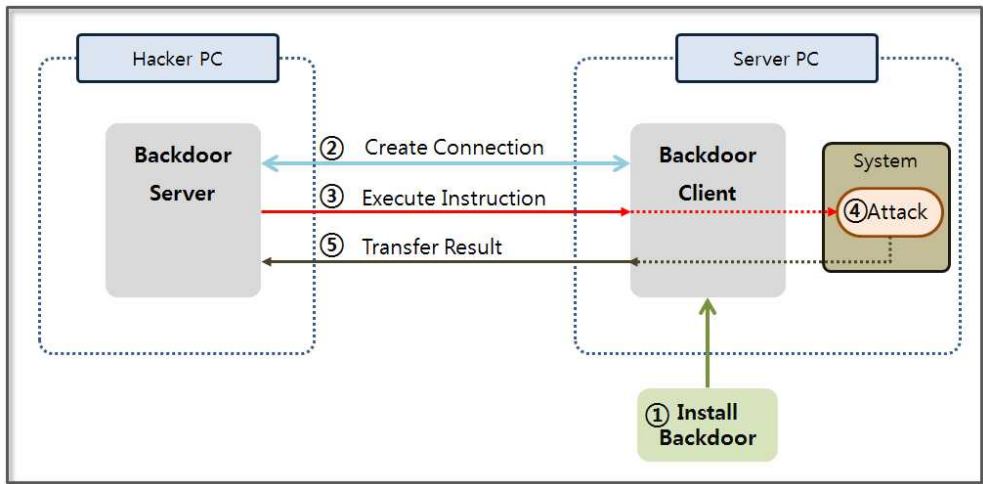 Hacker PC
Server PC
Backdoor
Server
② Create Connection
③ Execute Instruction
⑤ Transfer Result
Backdoor
Client
System
④Attack
① Install
Backdoor